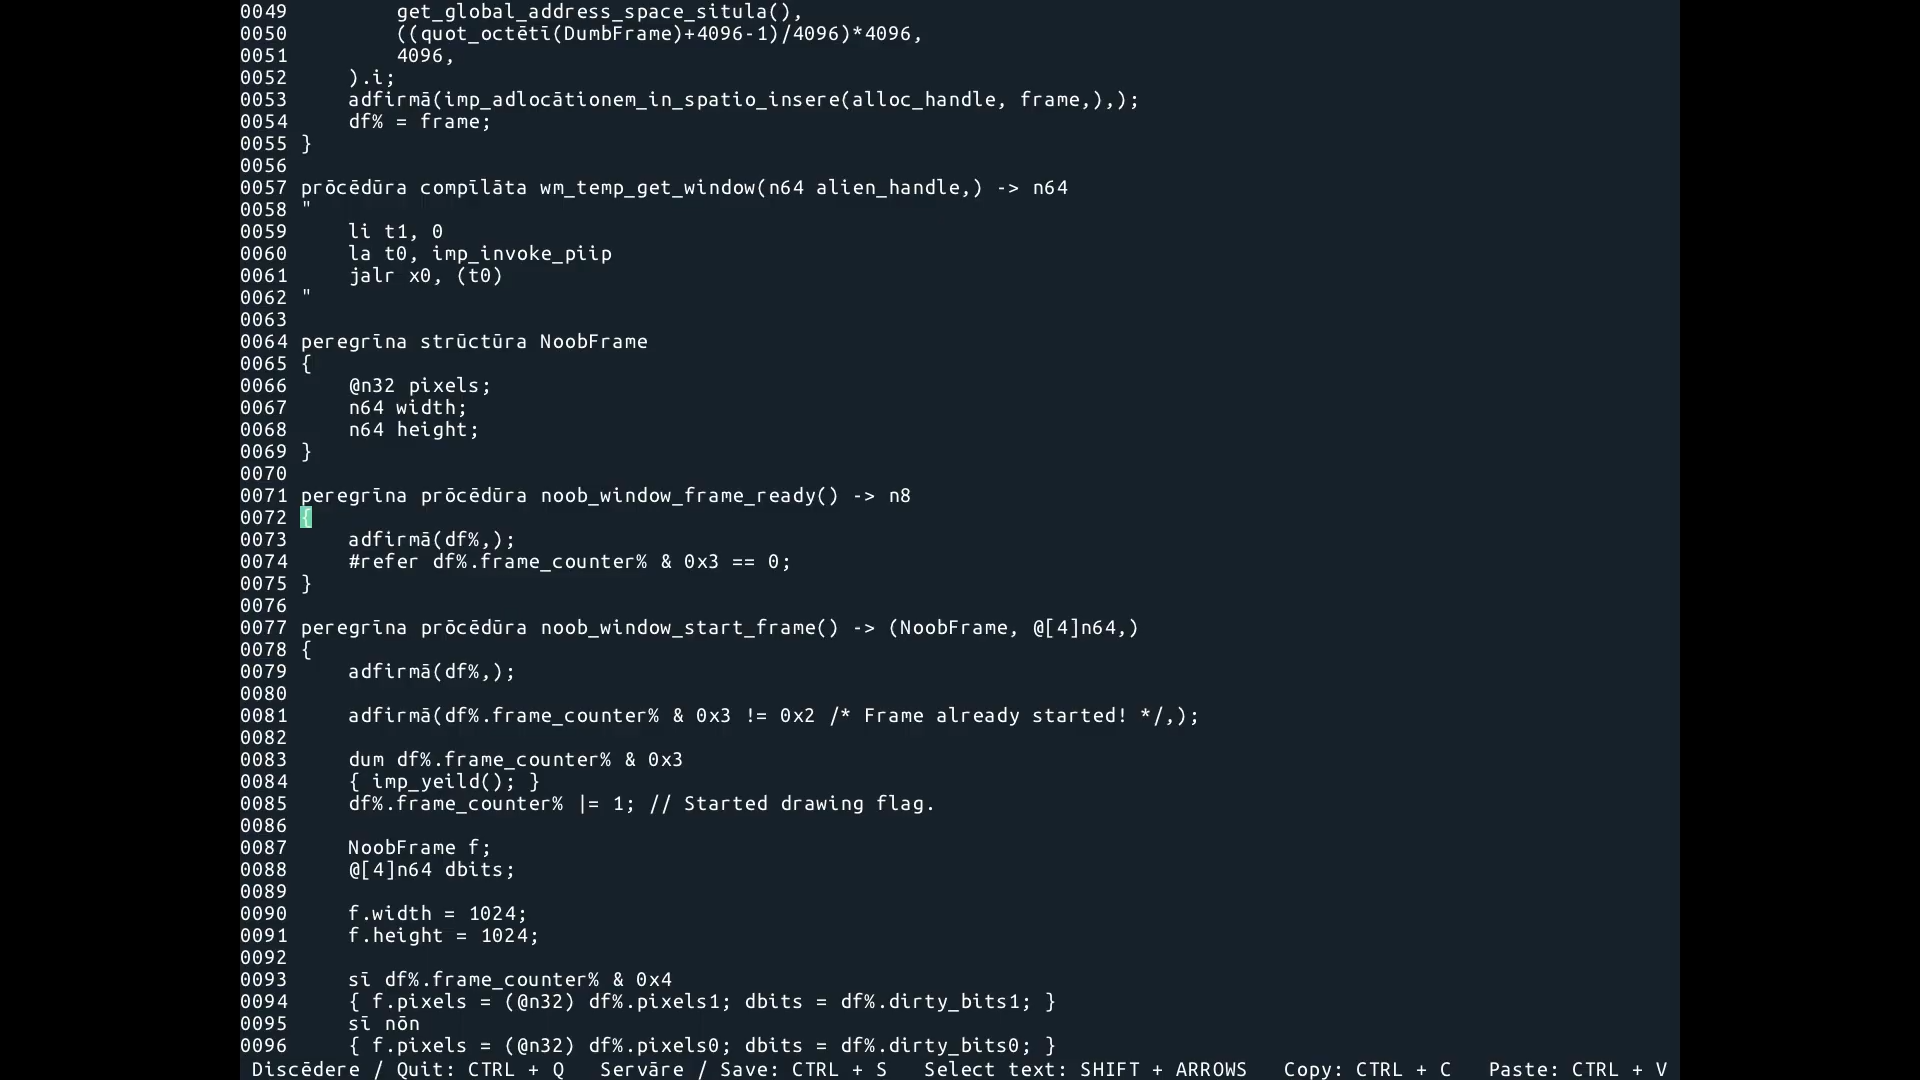 0049         get_global_address_space_situla(),
0050         ((quot_octētī(DumbFrame)+4096-1)/4096)*4096,
0051         4096,
0052     ).i;
0053     adfirmā(imp_adlocātiōnem_in_spatio_insere(alloc_handle, frame,),);
0054     df% = frame;
0055 }
0056
0057 prōcēdūra compīlāta wm_temp_get_window(n64 alien_handle,) -> n64
0058 "
0059     li t1, 0
0060     la t0, imp_invoke_piip
0061     jalr x0, (t0)
0062 "
0063
0064 peregrīna strūctūra NoobFrame
0065 {
0066     @n32 pixels;
0067     n64 width;
0068     n64 height;
0069 }
0070
0071 peregrīna prōcēdūra noob_window_frame_ready() -> n8
0072 {
0073     adfirmā(df%,);
0074     #refer df%.frame_counter% & 0x3 == 0;
0075 }
0076
0077 peregrīna prōcēdūra noob_window_start_frame() -> (NoobFrame, @[4]n64,)
0078 {
0079     adfirmā(df%,);
0080
0081     adfirmā(df%.frame_counter% & 0x3 != 0x2 /* Frame already started! */,);
0082
0083     dum df%.frame_counter% & 0x3
0084     { imp_yeild(); }
0085     df%.frame_counter% |= 1; // Started drawing flag.
0086
0087     NoobFrame f;
0088     @[4]n64 dbits;
0089
0090     f.width = 1024;
0091     f.height = 1024;
0092
0093     sī df%.frame_counter% & 0x4
0094     { f.pixels = (@n32) df%.pixels1; dbits = df%.dirty_bits1; }
0095     sī nōn
0096     { f.pixels = (@n32) df%.pixels0; dbits = df%.dirty_bits0; }
Discēdere / Quit: CTRL + Q   Servāre / Save: CTRL + S   Select text: SHIFT + ARROWS   Copy: CTRL + C   Paste: CTRL + V